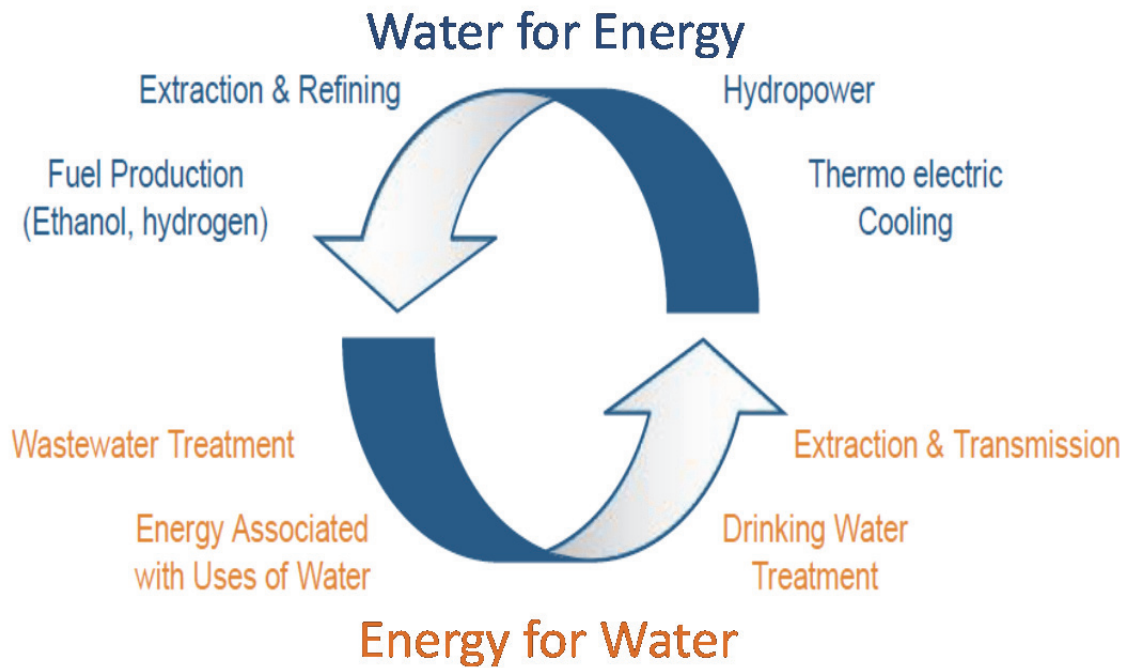 Water for Energy
Extraction & Refining
Hydropower
Fuel Production
(Ethanol, hydrogen)
Thermo electric
Cooling
Wastewater Treatment
Extraction & Transmission
Energy Associated
with Uses of Water
Drinking Water
Treatment
Energy for Water